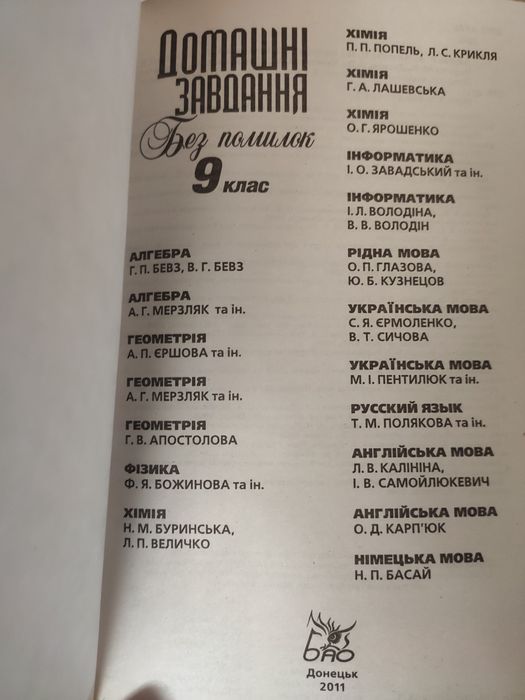 ДОМАШНІ
ЗАВДАННЯ
Без помилок
9 клас
АЛГЕБРА
Г. П. БЕВЗ, В. Г. БЕВЗ
АЛГЕБРА
А. Г. МЕРЗЛЯК та ін.
ГЕОМЕТРІЯ
А. П. ЄРШОВА та ін.
ГЕОМЕТРІЯ
А. Г. МЕРЗЛЯК та ін.
ГЕОМЕТРІЯ
Г. В. АПОСТОЛОВА
ФІЗИКА
Ф. Я. БОЖИНОВА та ін.
ХІМІЯ
Н. М. БУРИНСЬКА,
Л. П. ВЕЛИЧКО
ХІМІЯ
П. П. ПОПЕЛЬ, Л. С. КРИКЛЯ
ХІМІЯ
Г. А. ЛАШЕВСЬКА
ХІМІЯ
О. Г. ЯРОШЕНКО
ІНФОРМАТИКА
І. О. ЗАВАДСЬКИЙ та ін.
ІНФОРМАТИКА
І. Л. ВОЛОДІНА,
В. В. ВОЛОДІН
РІДНА МОВА
О. П. ГЛАЗОВА,
Ю. Б. КУЗНЕЦОВ
УКРАЇНСЬКА МОВА
С. Я. ЄРМОЛЕНКО,
В. Т. СИЧОВА
УКРАЇНСЬКА МОВА
М. І. ПЕНТИЛЮК та ін.
РУССКИЙ ЯЗЫК
Т. М. ПОЛЯКОВА та ін.
АНГЛІЙСЬКА МОВА
Л. В. КАЛІНІНА,
І. В. САМОЙЛЮКЕВИЧ
АНГЛІЙСЬКА МОВА
О. Д. КАРП'ЮК
НІМЕЦЬКА МОВА
Н. П. БАСАЙ
БАО
Донецьк
2011